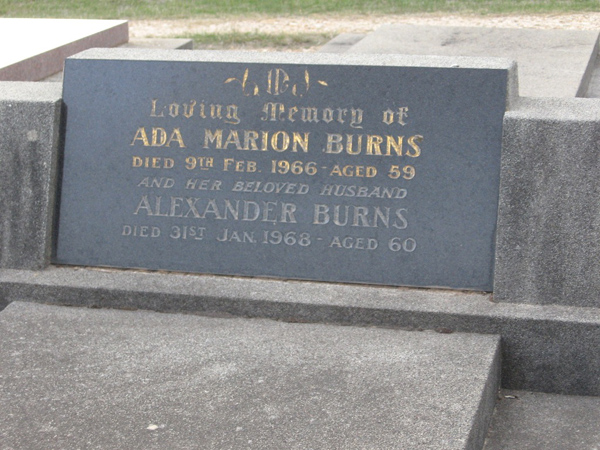 In
Loving Memory of
ADA MARION BURNS
DIED 9TH FEB. 1966 - AGED 59
AND HER BELOVED HUSBAND
ALEXANDER BURNS
DIED 31ST JAN. 1968 - AGED 60